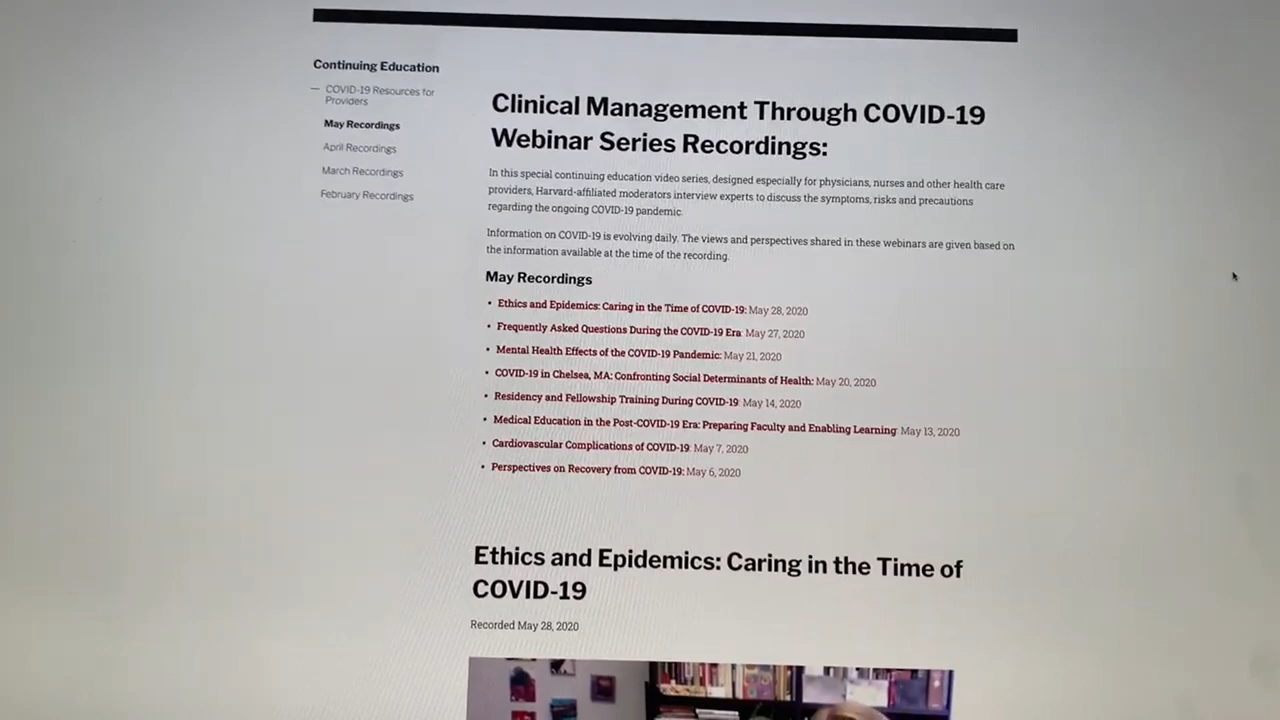 Continuing Education
— COVID-19 Resources for
Providers
May Recordings
April Recordings
March Recordings
February Recordings
Clinical Management Through COVID-19
Webinar Series Recordings:
In this special continuing education video series, designed especially for physicians, nurses and other health care
providers, Harvard-affiliated moderators interview experts to discuss the symptoms, risks and precautions
regarding the ongoing COVID-19 pandemic.
Information on COVID-19 is evolving daily. The views and perspectives shared in these webinars are given based on
the information available at the time of the recording.
May Recordings
• Ethics and Epidemics: Caring in the Time of COVID-19: May 28, 2020
• Frequently Asked Questions During the COVID-19 Era: May 27, 2020
• Mental Health Effects of the COVID-19 Pandemic: May 21, 2020
• COVID-19 in Chelsea, MA: Confronting Social Determinants of Health: May 20, 2020
• Residency and Fellowship Training During COVID-19: May 14, 2020
• Medical Education in the Post-COVID-19 Era: Preparing Faculty and Enabling Learning: May 13, 2020
• Cardiovascular Complications of COVID-19: May 7, 2020
• Perspectives on Recovery from COVID-19: May 6, 2020
Ethics and Epidemics: Caring in the Time of
COVID-19
Recorded May 28, 2020